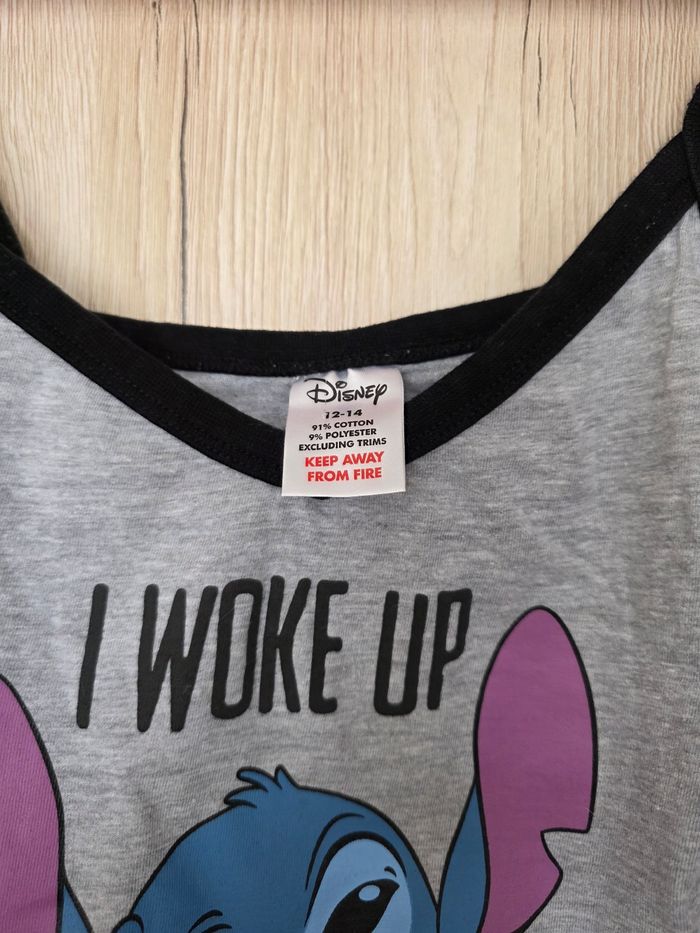 Disney
12-14
91% COTTON
9% POLYESTER
EXCLUDING TRIMS
KEEP AWAY
FROM FIRE
I WOKE UP